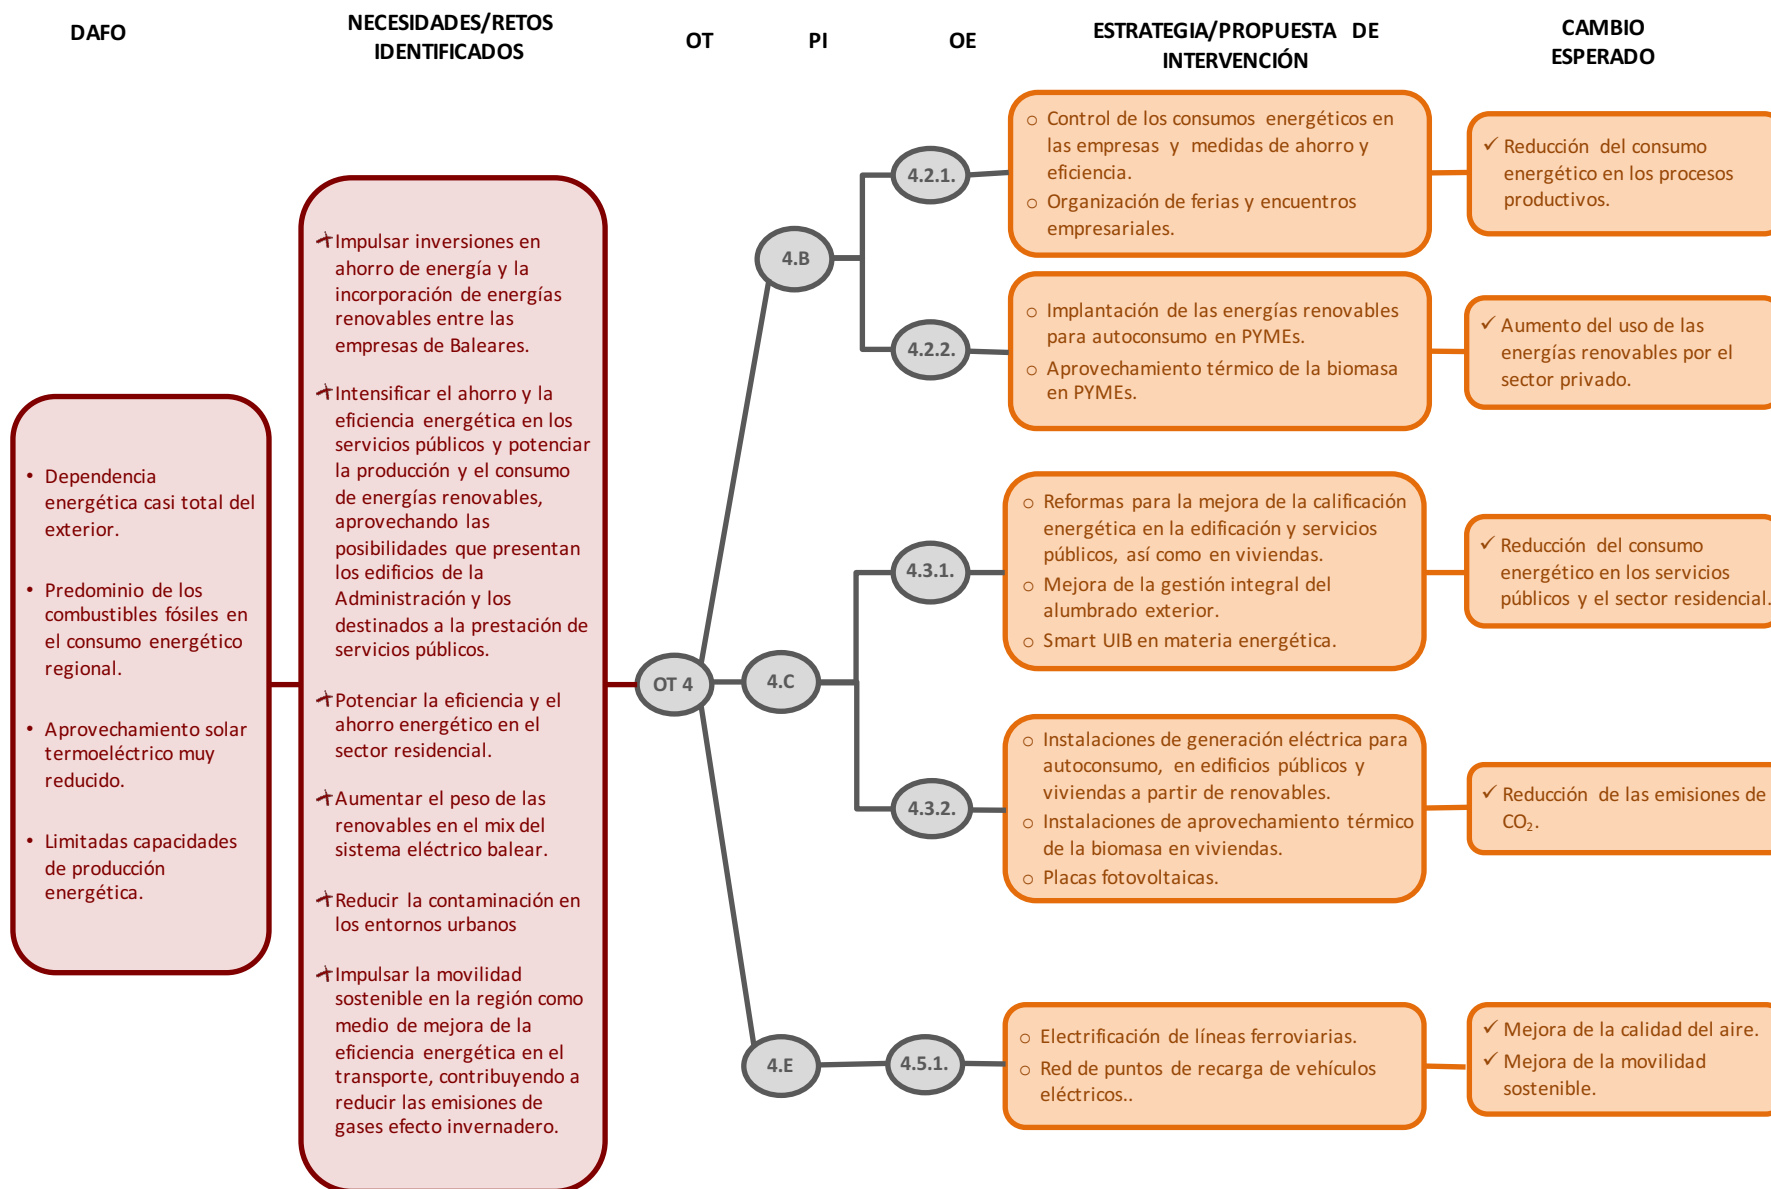 DAFO
NECESIDADES/RETOS
IDENTIFICADOS
OT
PI
OE
ESTRATEGIA/PROPUESTA DE
INTERVENCIÓN
CAMBIO
ESPERADO
• Dependencia
energética casi total del
exterior.
• Predominio de los
combustibles fósiles en
el consumo energético
regional.
• Aprovechamiento solar
termoeléctrico muy
reducido.
• Limitadas capacidades
de producción
energética.
Impulsar inversiones en
ahorro de energía y la
incorporación de energías
renovables entre las
empresas de Baleares.
Intensificar el ahorro y la
eficiencia energética en los
servicios públicos y potenciar
la producción y el consumo
de energías renovables,
aprovechando las
posibilidades que presentan
los edificios de la
Administración y los
destinados a la prestación de
servicios públicos.
Potenciar la eficiencia y el
ahorro energético en el
sector residencial.
Aumentar el peso de las
renovables en el mix del
sistema eléctrico balear.
Reducir la contaminación en
los entornos urbanos
Impulsar la movilidad
sostenible en la región como
medio de mejora de la
eficiencia energética en el
transporte, contribuyendo a
reducir las emisiones de
gases efecto invernadero.
OT 4
4.B
4.2.1.
o Control de los consumos energéticos en
las empresas y medidas de ahorro y
eficiencia.
o Organización de ferias y encuentros
empresariales.
✓ Reducción del consumo
energético en los procesos
productivos.
4.2.2.
o Implantación de las energías renovables
para autoconsumo en PYMEs.
o Aprovechamiento térmico de la biomasa
en PYMEs.
✓ Aumento del uso de las
energías renovables por el
sector privado.
4.C
4.3.1.
o Reformas para la mejora de la calificación
energética en la edificación y servicios
públicos, así como en viviendas.
o Mejora de la gestión integral del
alumbrado exterior.
o Smart UIB en materia energética.
✓ Reducción del consumo
energético en los servicios
públicos y el sector residencial.
4.3.2.
o Instalaciones de generación eléctrica para
autoconsumo, en edificios públicos y
viviendas a partir de renovables.
o Instalaciones de aprovechamiento térmico
de la biomasa en viviendas.
o Placas fotovoltaicas.
✓ Reducción de las emisiones de
CO₂.
4.E
4.5.1.
o Electrificación de líneas ferroviarias.
o Red de puntos de recarga de vehículos
eléctricos..
✓ Mejora de la calidad del aire.
✓ Mejora de la movilidad
sostenible.